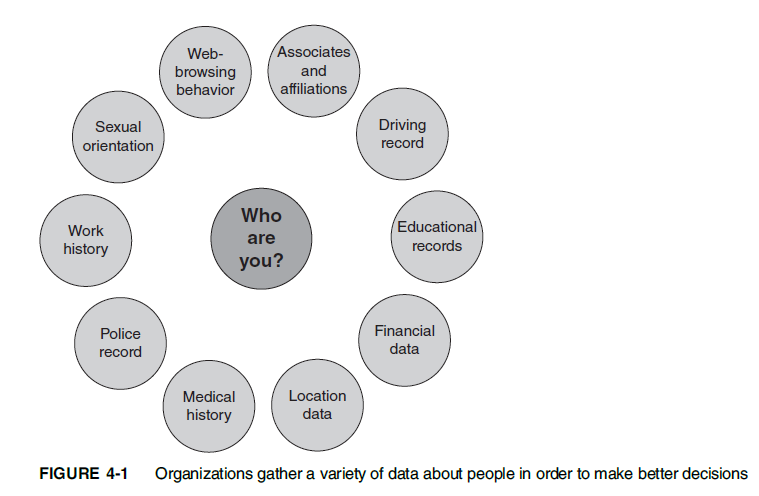 Web-
browsing
behavior
Associates
and
affiliations
Driving
record
Educational
records
Financial
data
Location
data
Medical
history
Police
record
Work
history
Sexual
orientation
Who
are
you?
FIGURE 4-1 Organizations gather a variety of data about people in order to make better decisions